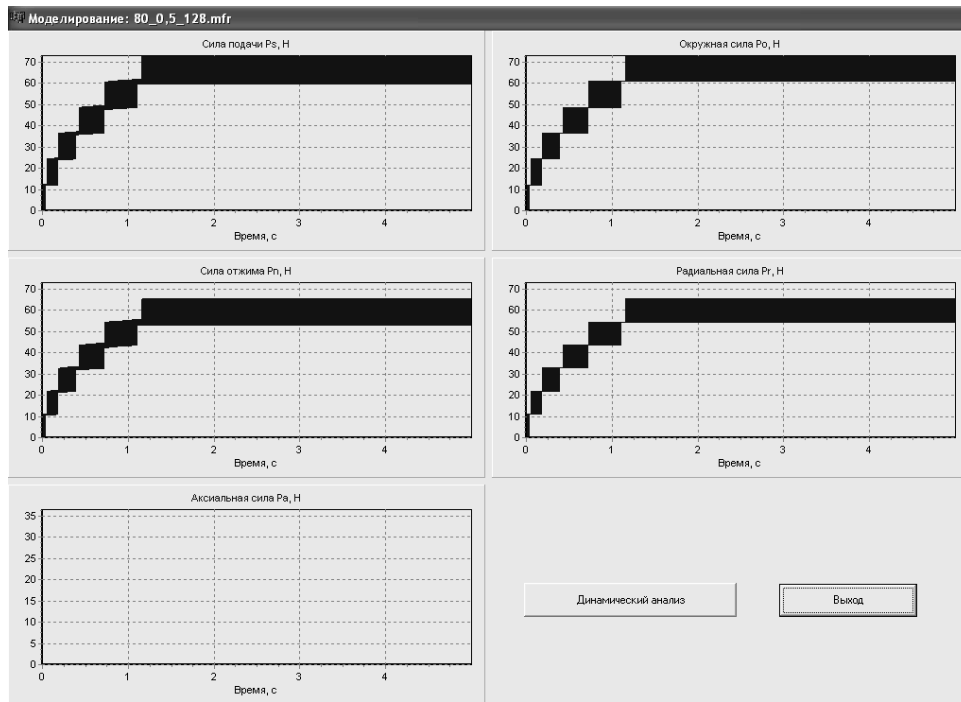 Моделирование: 80_0,5_128.mfr
Сила подачи Ps, Н
70
60
50
40
30
20
10
0
0 1 2 3 4
Время, с
Окружная сила Po, Н
70
60
50
40
30
20
10
0
0 1 2 3 4
Время, с
Сила отжима Pn, Н
70
60
50
40
30
20
10
0
0 1 2 3 4
Время, с
Радиальная сила Pr, Н
70
60
50
40
30
20
10
0
0 1 2 3 4
Время, с
Аксиальная сила Pa, Н
35
30
25
20
15
10
5
0
0 1 2 3 4
Время, с
Динамический анализ
Выход